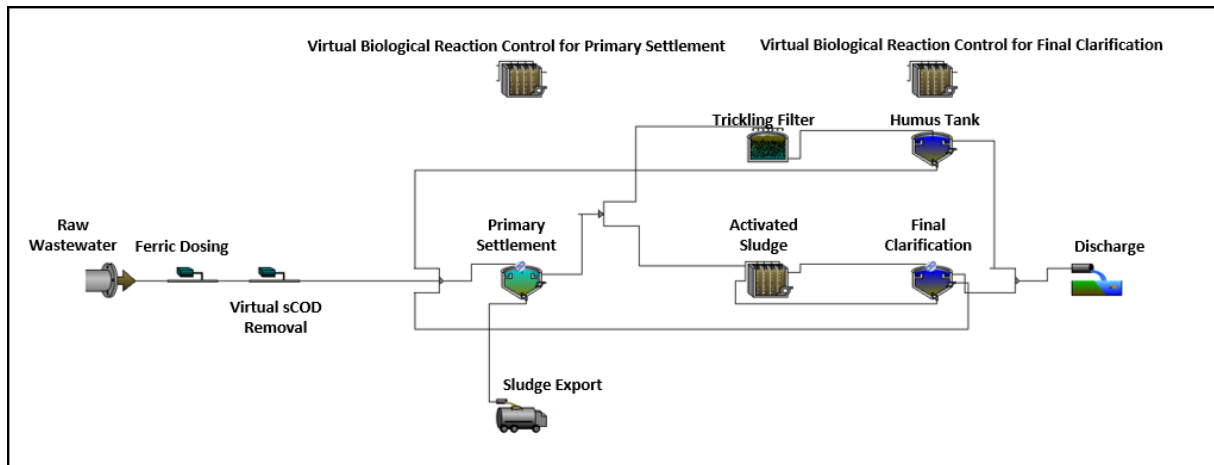 Virtual Biological Reaction Control for Primary Settlement
Virtual Biological Reaction Control for Final Clarification
Trickling Filter
Humus Tank
Raw
Wastewater
Ferric Dosing
Virtual sCOD
Removal
Primary
Settlement
Activated
Sludge
Final
Clarification
Discharge
Sludge Export